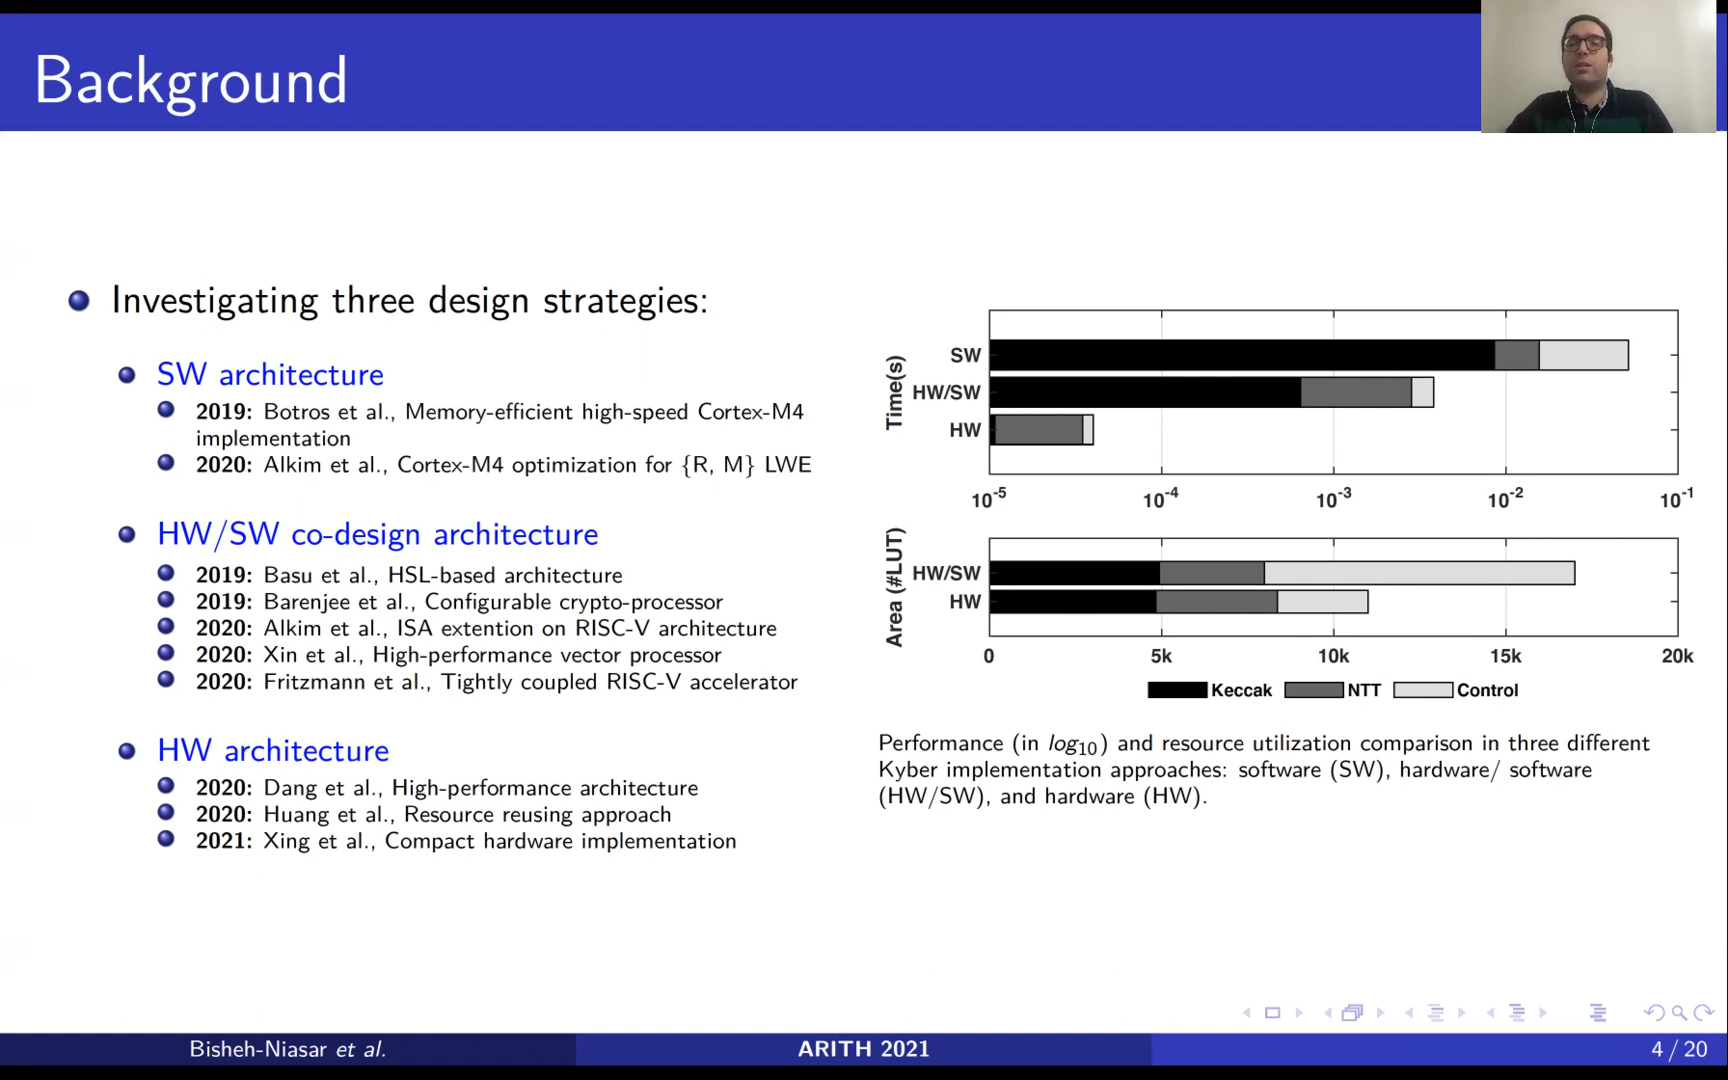 Background
Investigating three design strategies:
SW architecture
2019: Botros et al., Memory-efficient high-speed Cortex-M4
implementation
2020: Alkim et al., Cortex-M4 optimization for {R, M} LWE
HW/SW co-design architecture
2019: Basu et al., HSL-based architecture
2019: Barenjee et al., Configurable crypto-processor
2020: Alkim et al., ISA extention on RISC-V architecture
2020: Xin et al., High-performance vector processor
2020: Fritzmann et al., Tightly coupled RISC-V accelerator
HW architecture
2020: Dang et al., High-performance architecture
2020: Huang et al., Resource reusing approach
2021: Xing et al., Compact hardware implementation
Time(s)
SW
HW/SW
HW
10^-5 10^-4 10^-3 10^-2 10^-1
Area (#LUT)
HW/SW
HW
0 5k 10k 15k 20k
Keccak NTT Control
Performance (in log₁₀) and resource utilization comparison in three different
Kyber implementation approaches: software (SW), hardware/ software
(HW/SW), and hardware (HW).
Bisheh-Niasar et al. ARITH 2021 4 / 20